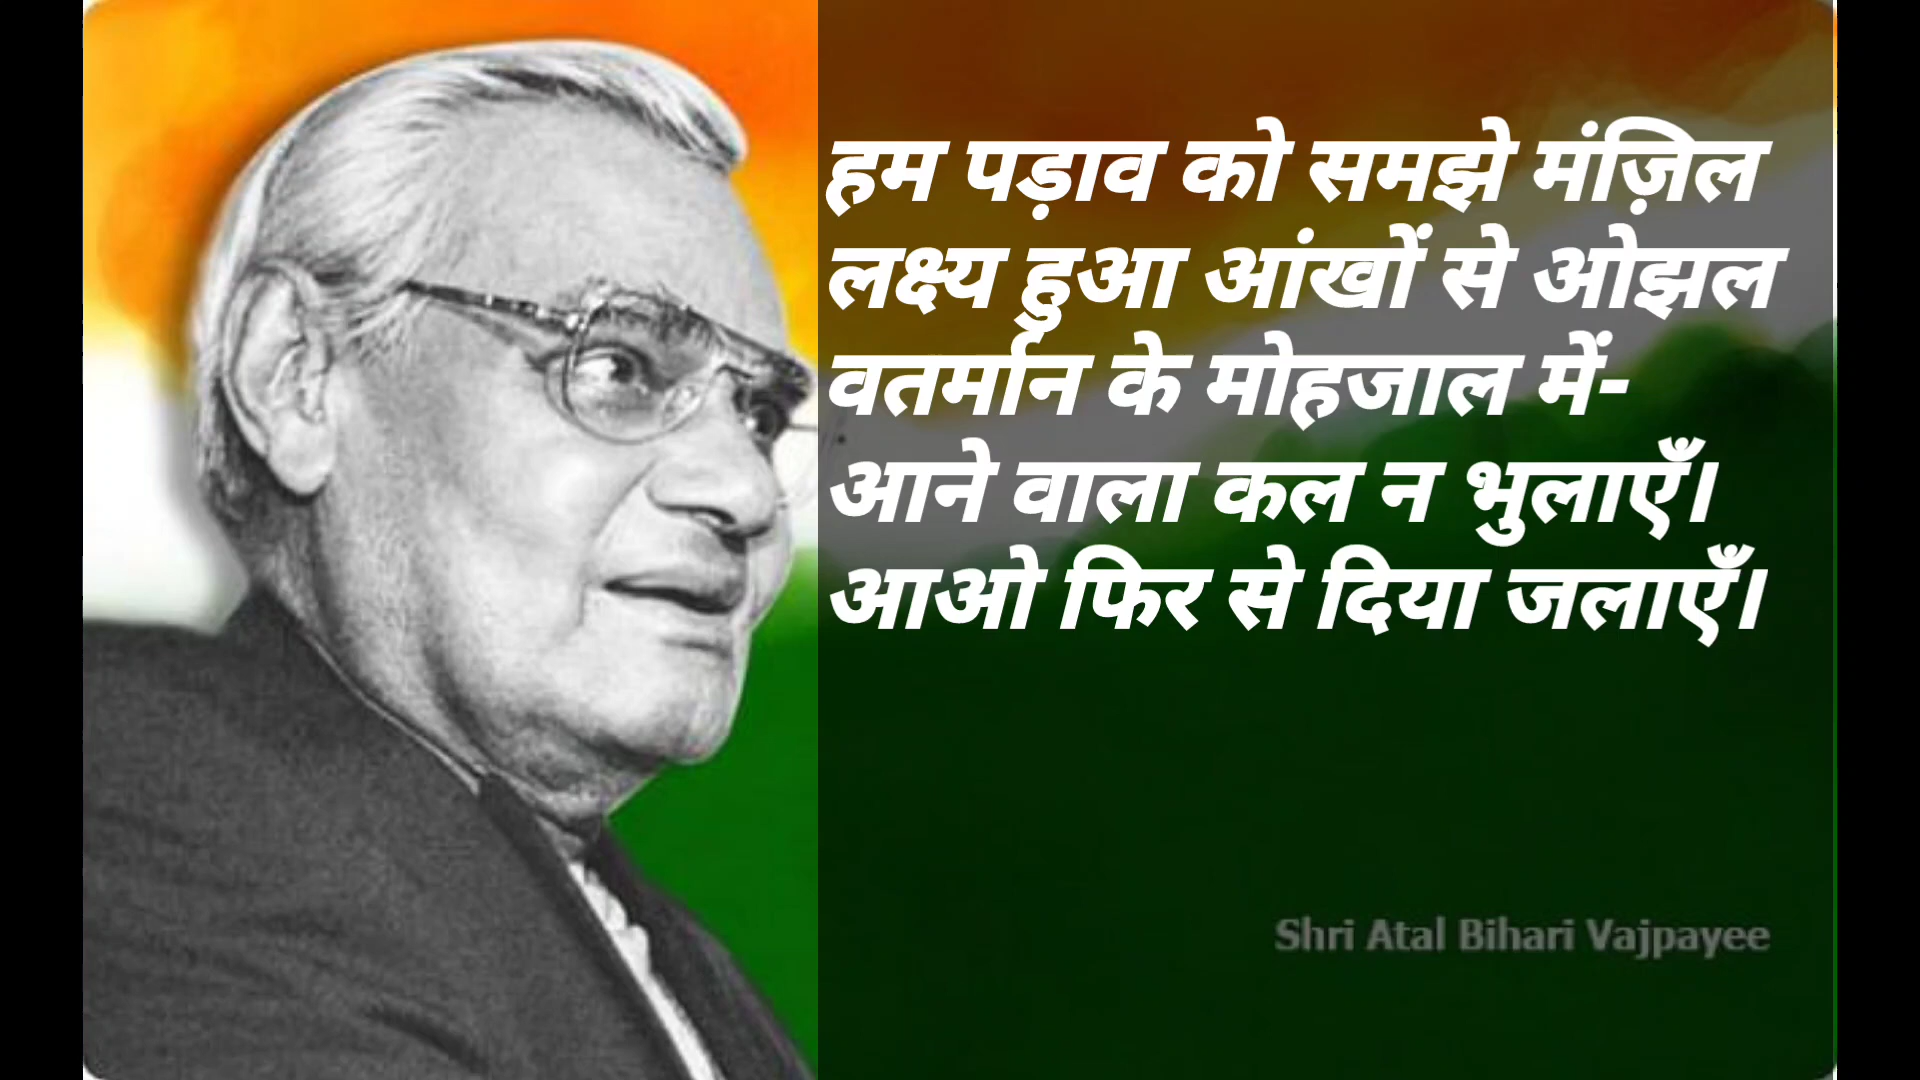 हम पड़ाव को समझे मंज़िल
लक्ष्य हुआ आंखों से ओझल
वतर्मान के मोहजाल में-
आने वाला कल न भुलाएँ।
आओ फिर से दिया जलाएँ।
Shri Atal Bihari Vajpayee